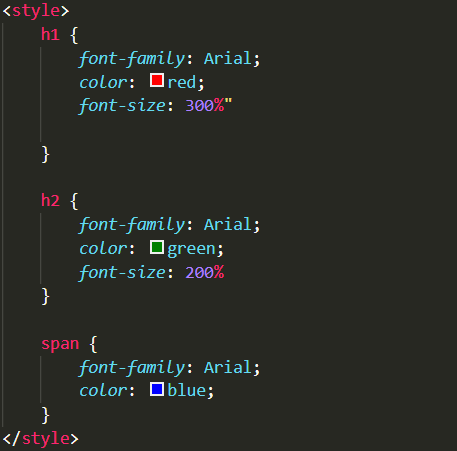 <style>
h1 {
font-family: Arial;
color: red;
font-size: 300%"
}
h2 {
font-family: Arial;
color: green;
font-size: 200%
}
span {
font-family: Arial;
color: blue;
}
</style>